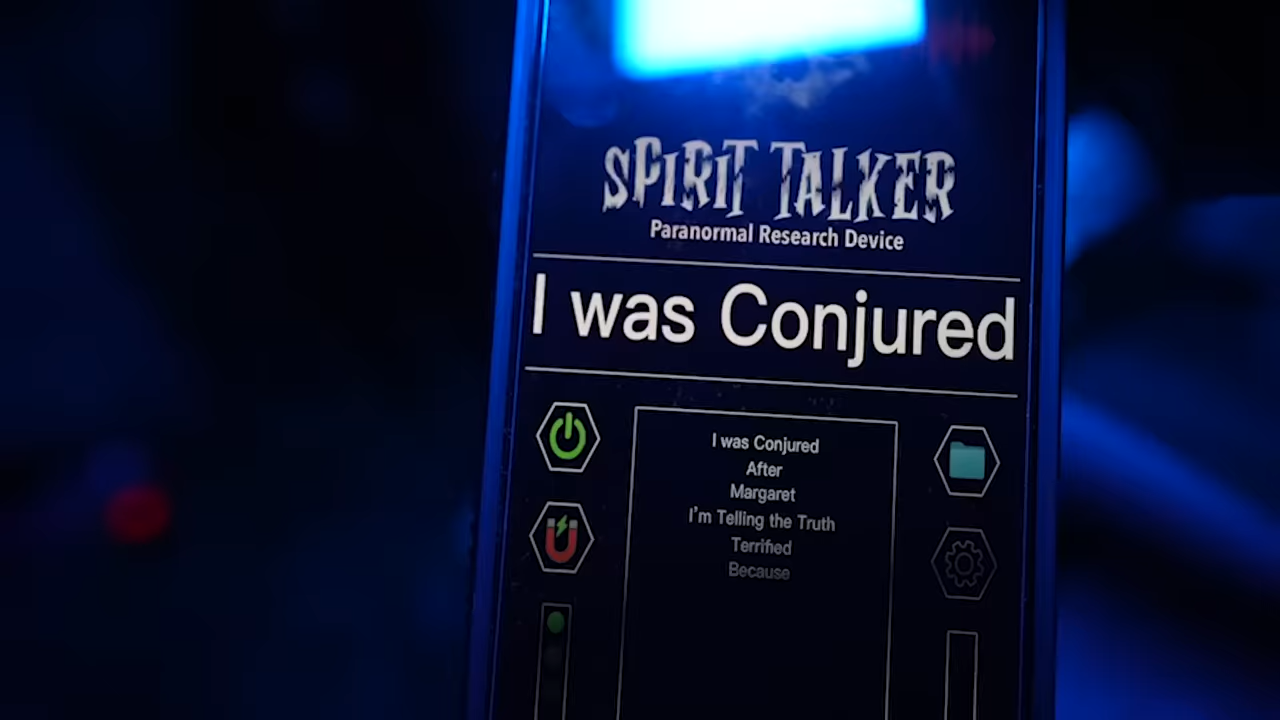 SPIRIT TALKER
Paranormal Research Device
I was Conjured
I was Conjured
After
Margaret
I'm Telling the Truth
Terrified
Because